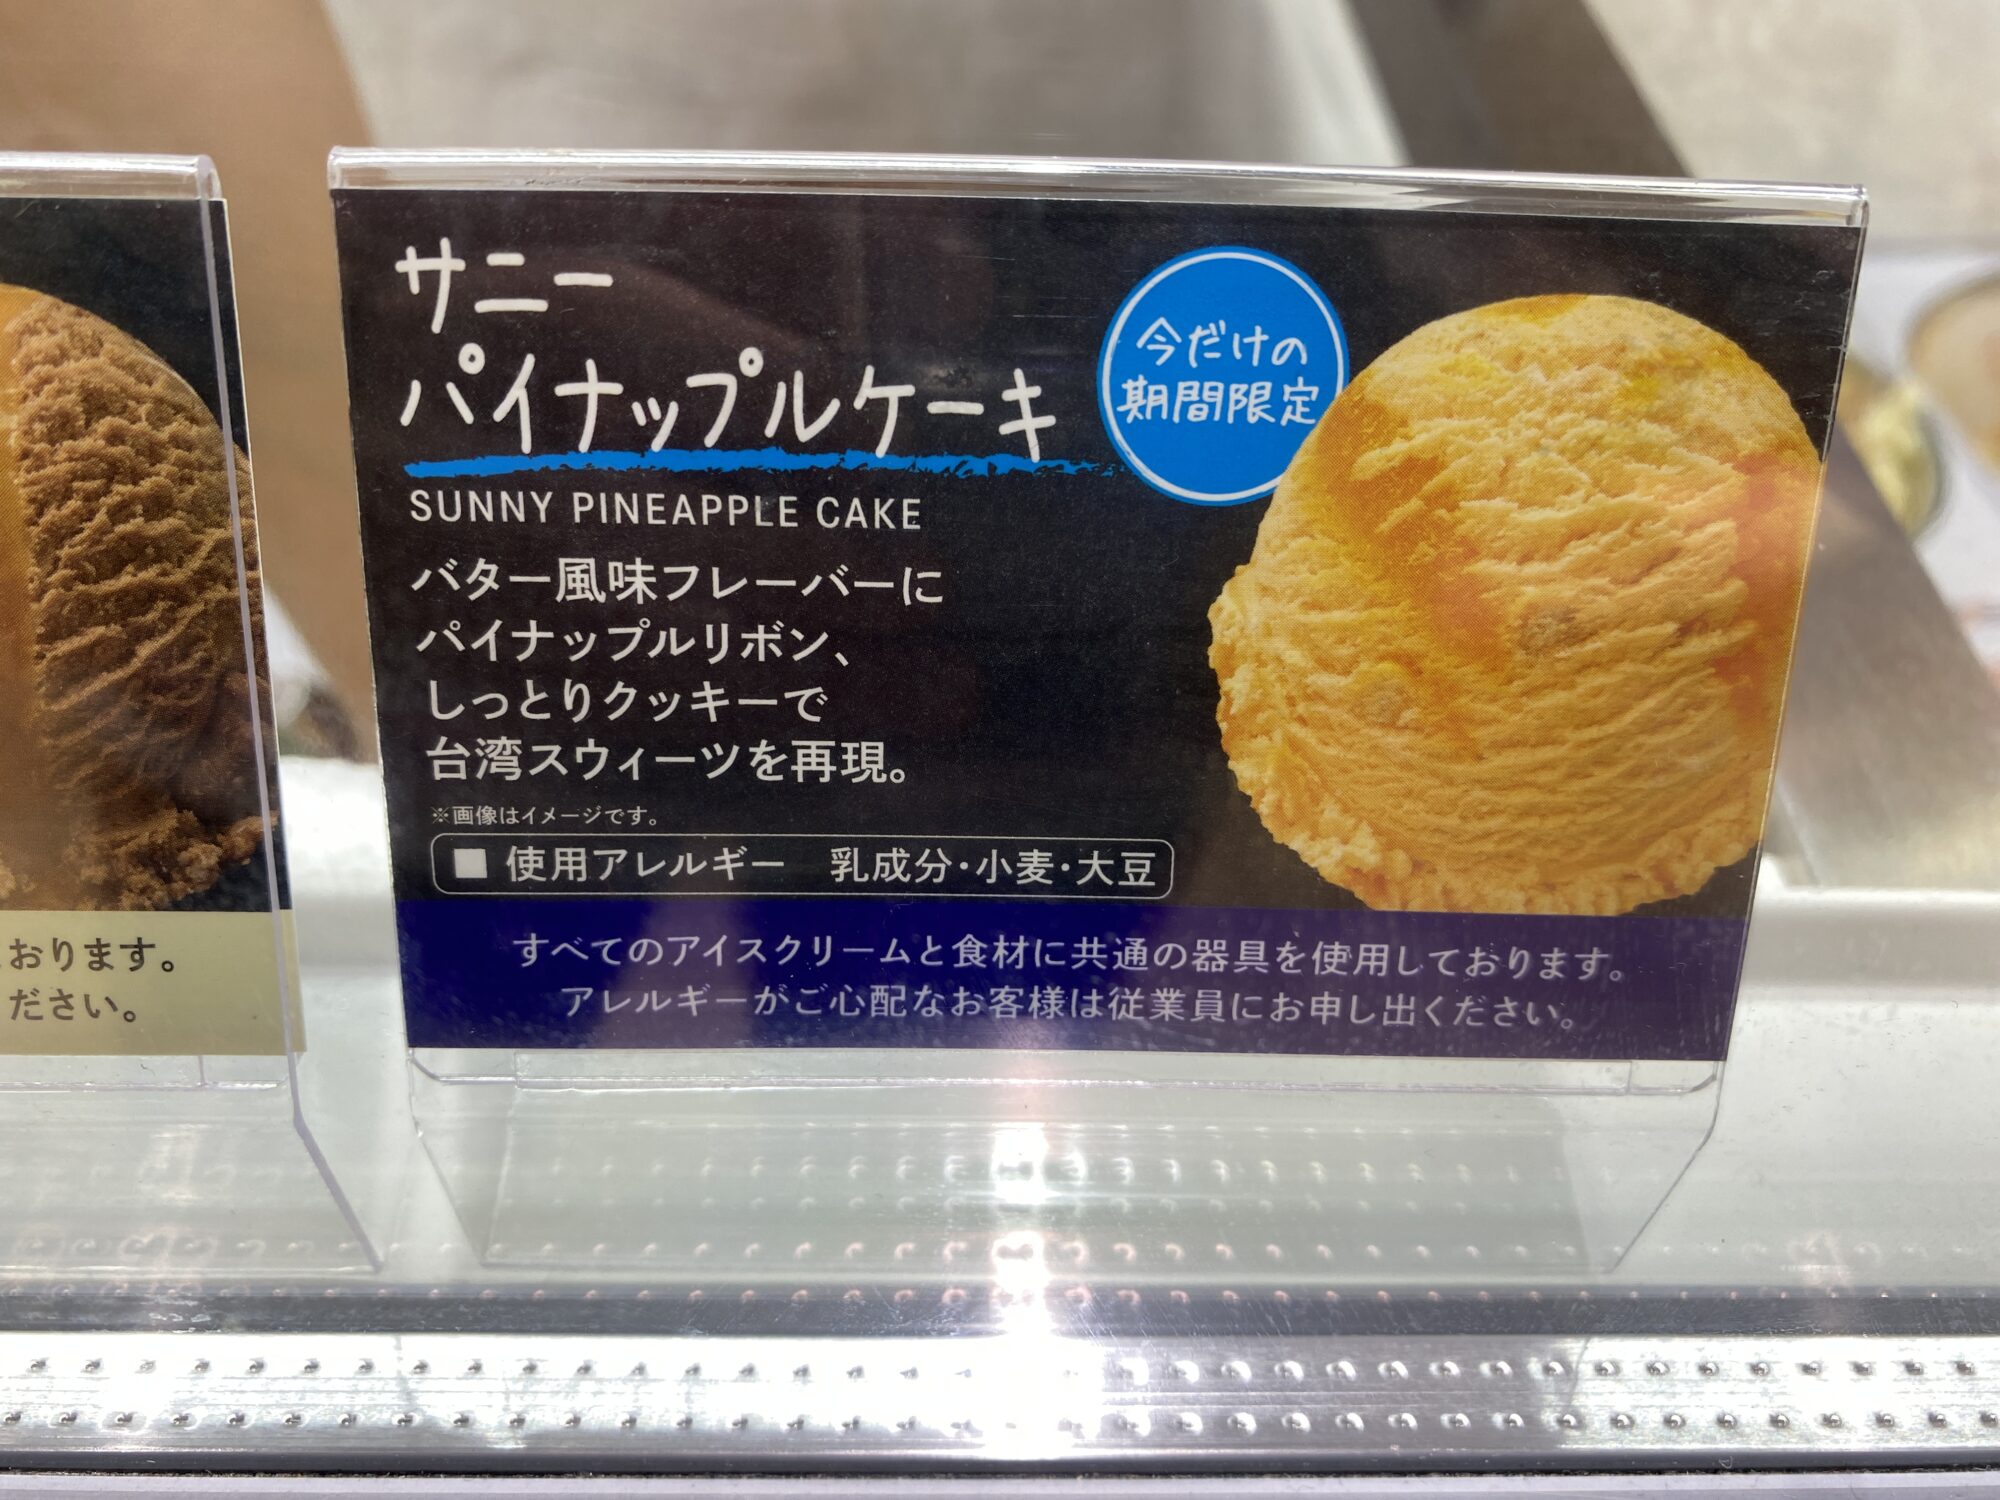 サニー
パイナップルケーキ
SUNNY PINEAPPLE CAKE
今だけの
期間限定
バター風味フレーバーに
パイナップルリボン、
しっとりクッキーで
台湾スウィーツを再現。
※画像はイメージです。
■ 使用アレルギー 乳成分・小麦・大豆
すべてのアイスクリームと食材に共通の器具を使用しております。
アレルギーがご心配なお客様は従業員にお申し出ください。
おります。
ださい。